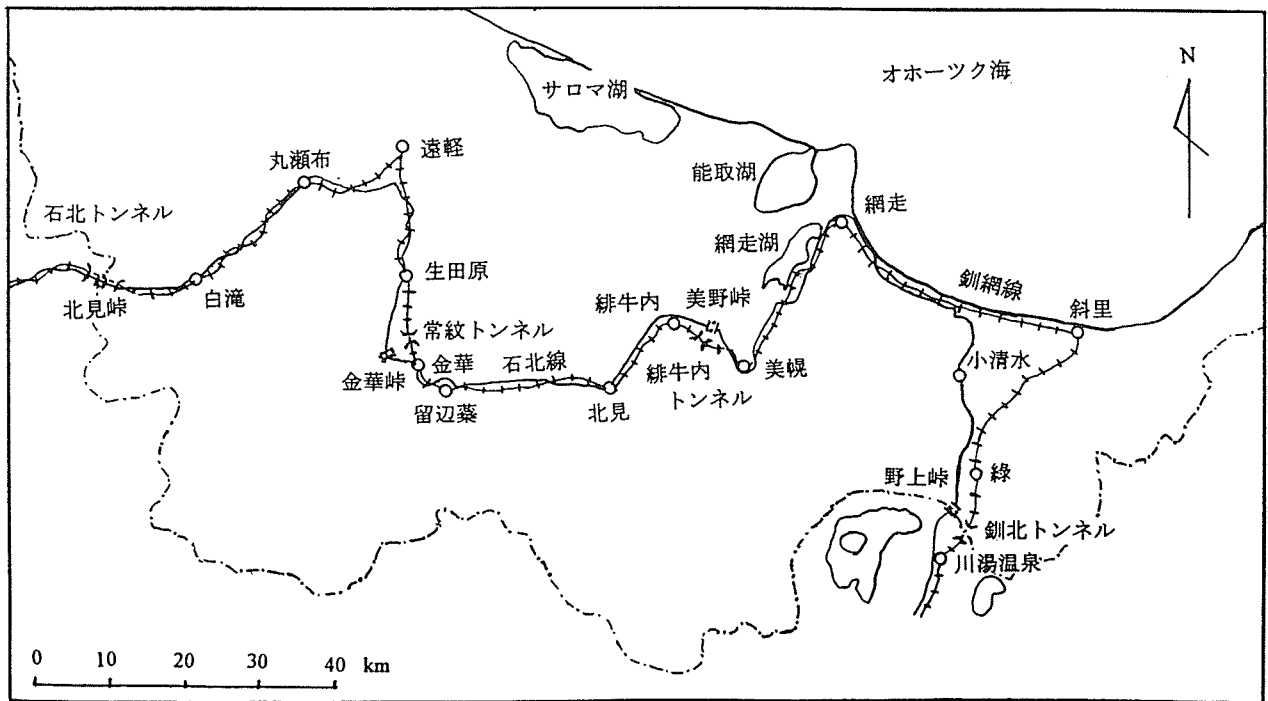 オホーツク海
N
サロマ湖
遠軽
丸瀬布
能取湖
石北トンネル
網走
網走湖
釧網線
生田原
白滝
北見峠
緋牛内
美野峠
斜里
常紋トンネル
金華
石北線
小清水
金華峠
緋牛内
トンネル
美幌
留辺蘂
北見
野上峠
緑
釧北トンネル
川湯温泉
0 10 20 30 40 km